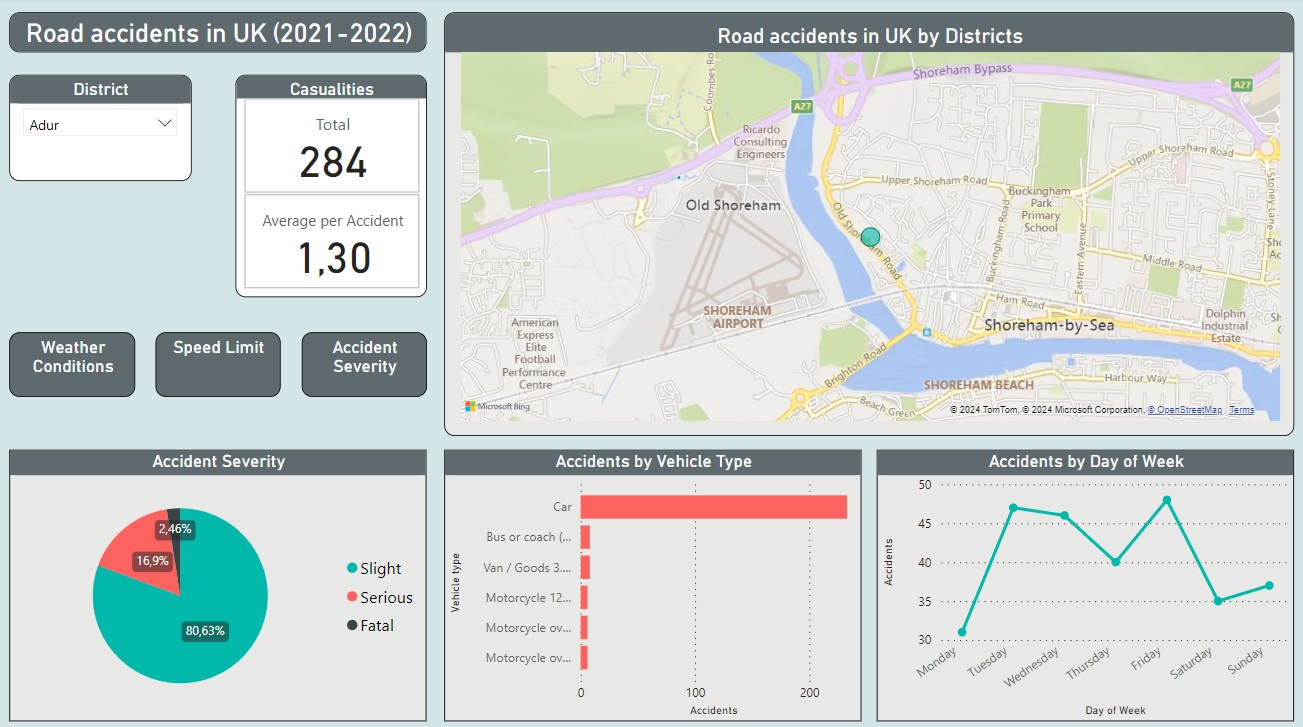 Road accidents in UK (2021-2022)
District
Adur
Casualities
Total
284
Average per Accident
1,30
Weather
Conditions
Speed Limit
Accident
Severity
Road accidents in UK by Districts
Shoreham Bypass
A27
A27
Coombes Ro
Ricardo
Consulting
Engineers
Upper Shoreham Road
Upper Shoreham Road
Old Shoreham
Old Shoreham Road
Buckingham
Park
Primary
School
Buckingham Road
Eastern Avenue
Stoney Lane
Middle Road
Sho
Ac
Ham Road
SHOREHAM
AIRPORT
Shoreham-by-Sea
Dolphin
Industrial
Estate
American
Express
Elite
Football
Performance
Centre
Brighton Road
SHOREHAM BEACH
Harbour Way
Beach Green
Microsoft Bing
© 2024 TomTom, © 2024 Microsoft Corporation, © OpenStreetMap Terms
Accident Severity
2,46%
16,9%
80,63%
Slight
Serious
Fatal
Accidents by Vehicle Type
Vehicle type
Car
Bus or coach (...
Van / Goods 3....
Motorcycle 12...
Motorcycle ov...
Motorcycle ov...
0 100 200
Accidents
Accidents by Day of Week
Accidents
50
45
40
35
30
Monday Tuesday Wednesday Thursday Friday Saturday Sunday
Day of Week